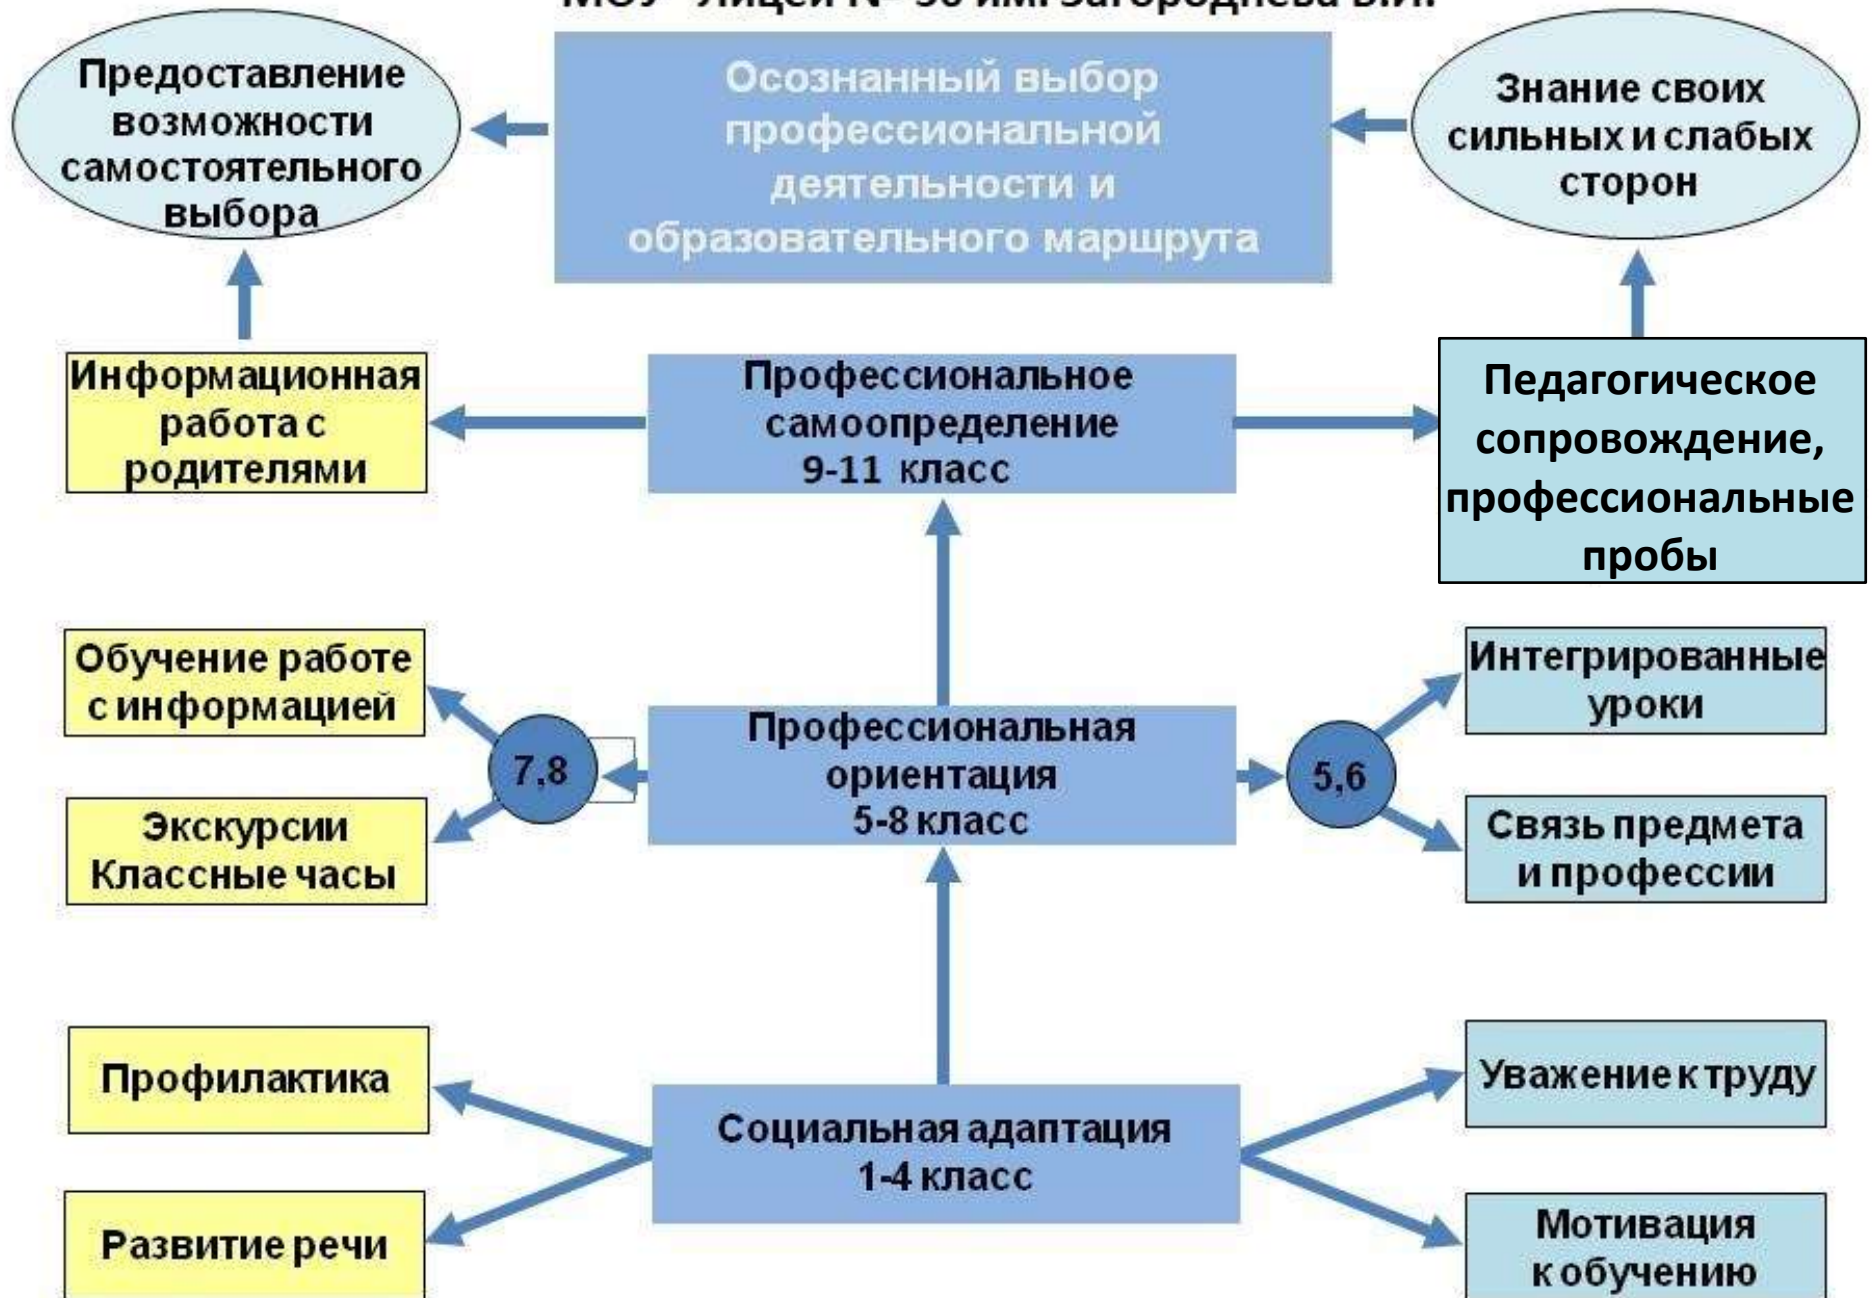 Предоставление
возможности
самостоятельного
выбора
Осознанный выбор
профессиональной
деятельности и
образовательного маршрута
Знание своих
сильных и слабых
сторон
Информационная
работа с
родителями
Профессиональное
самоопределение
9-11 класс
Педагогическое
сопровождение,
профессиональные
пробы
Обучение работе
с информацией
Экскурсии
Классные часы
7,8
Профессиональная
ориентация
5-8 класс
5,6
Интегрированные
уроки
Связь предмета
и профессии
Профилактика
Развитие речи
Социальная адаптация
1-4 класс
Уважение к труду
Мотивация
к обучению